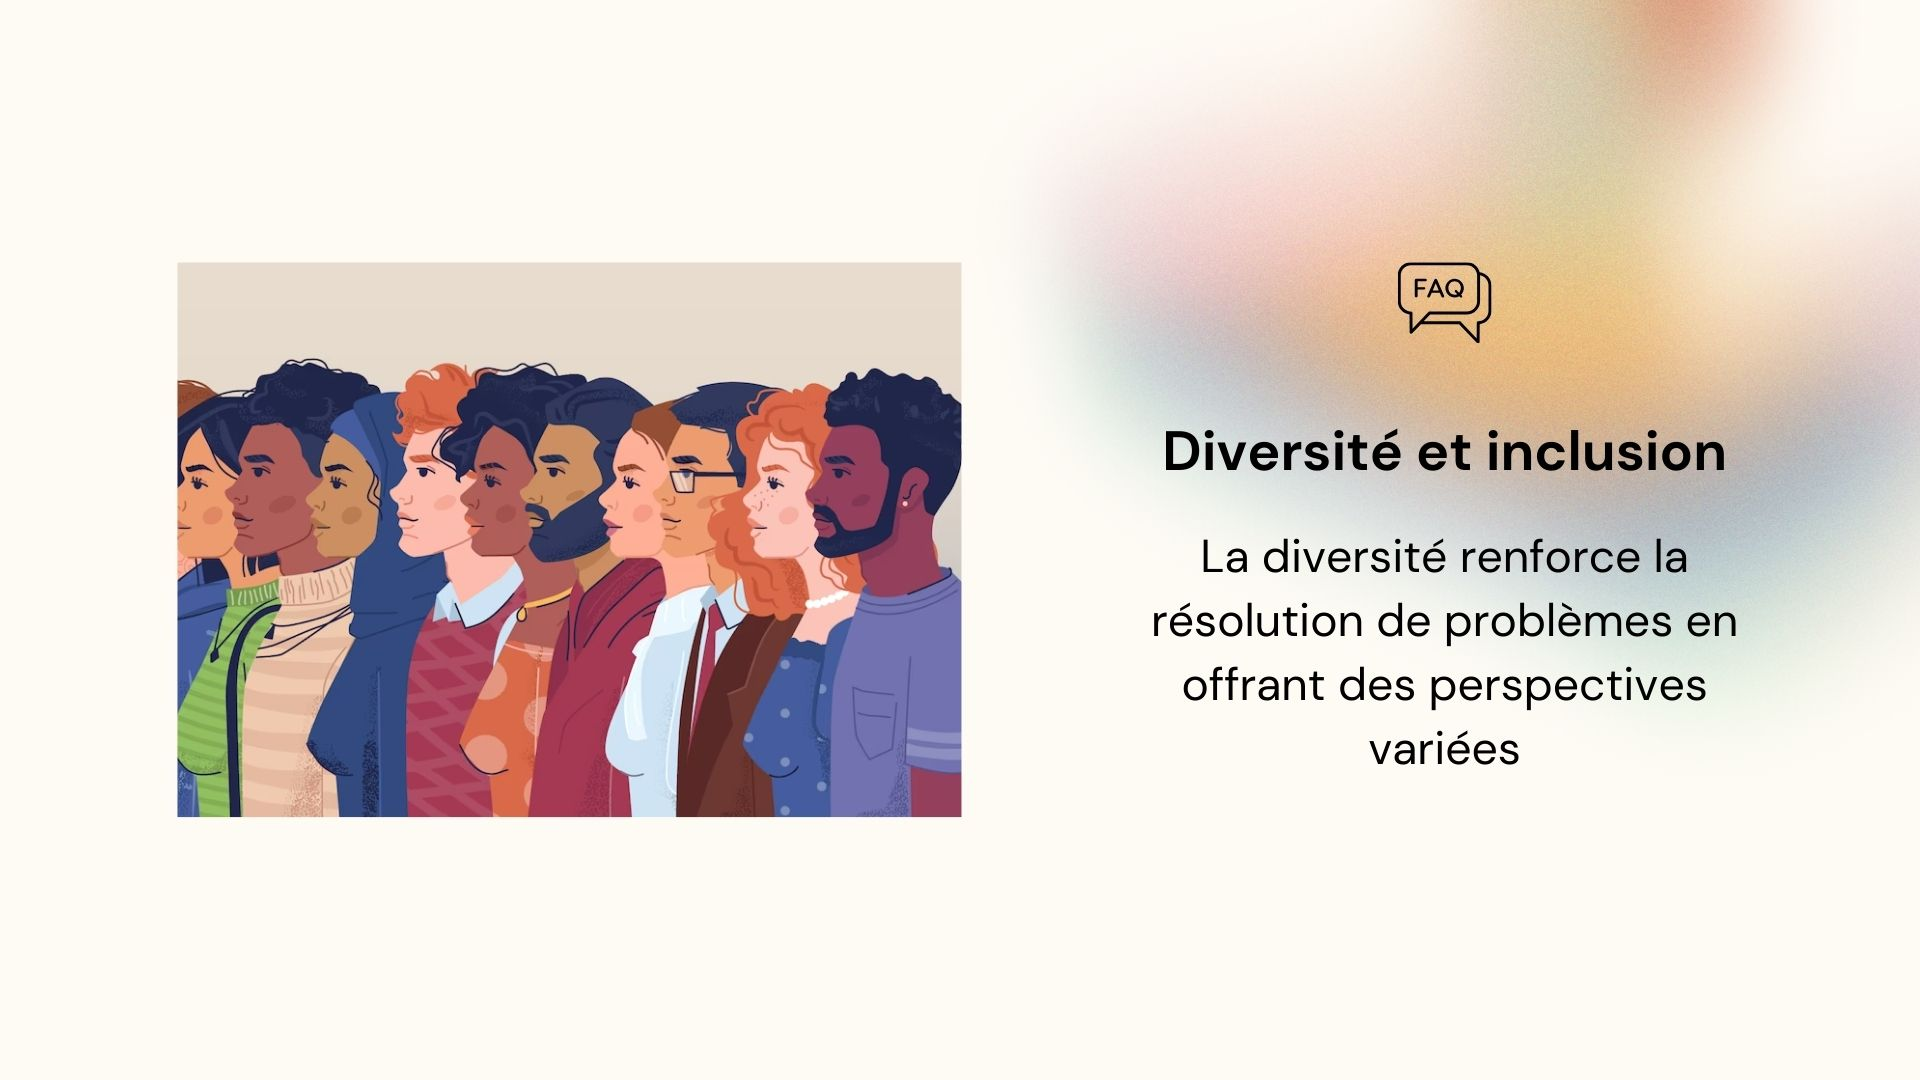 FAQ
Diversité et inclusion
La diversité renforce la
résolution de problèmes en
offrant des perspectives
variées